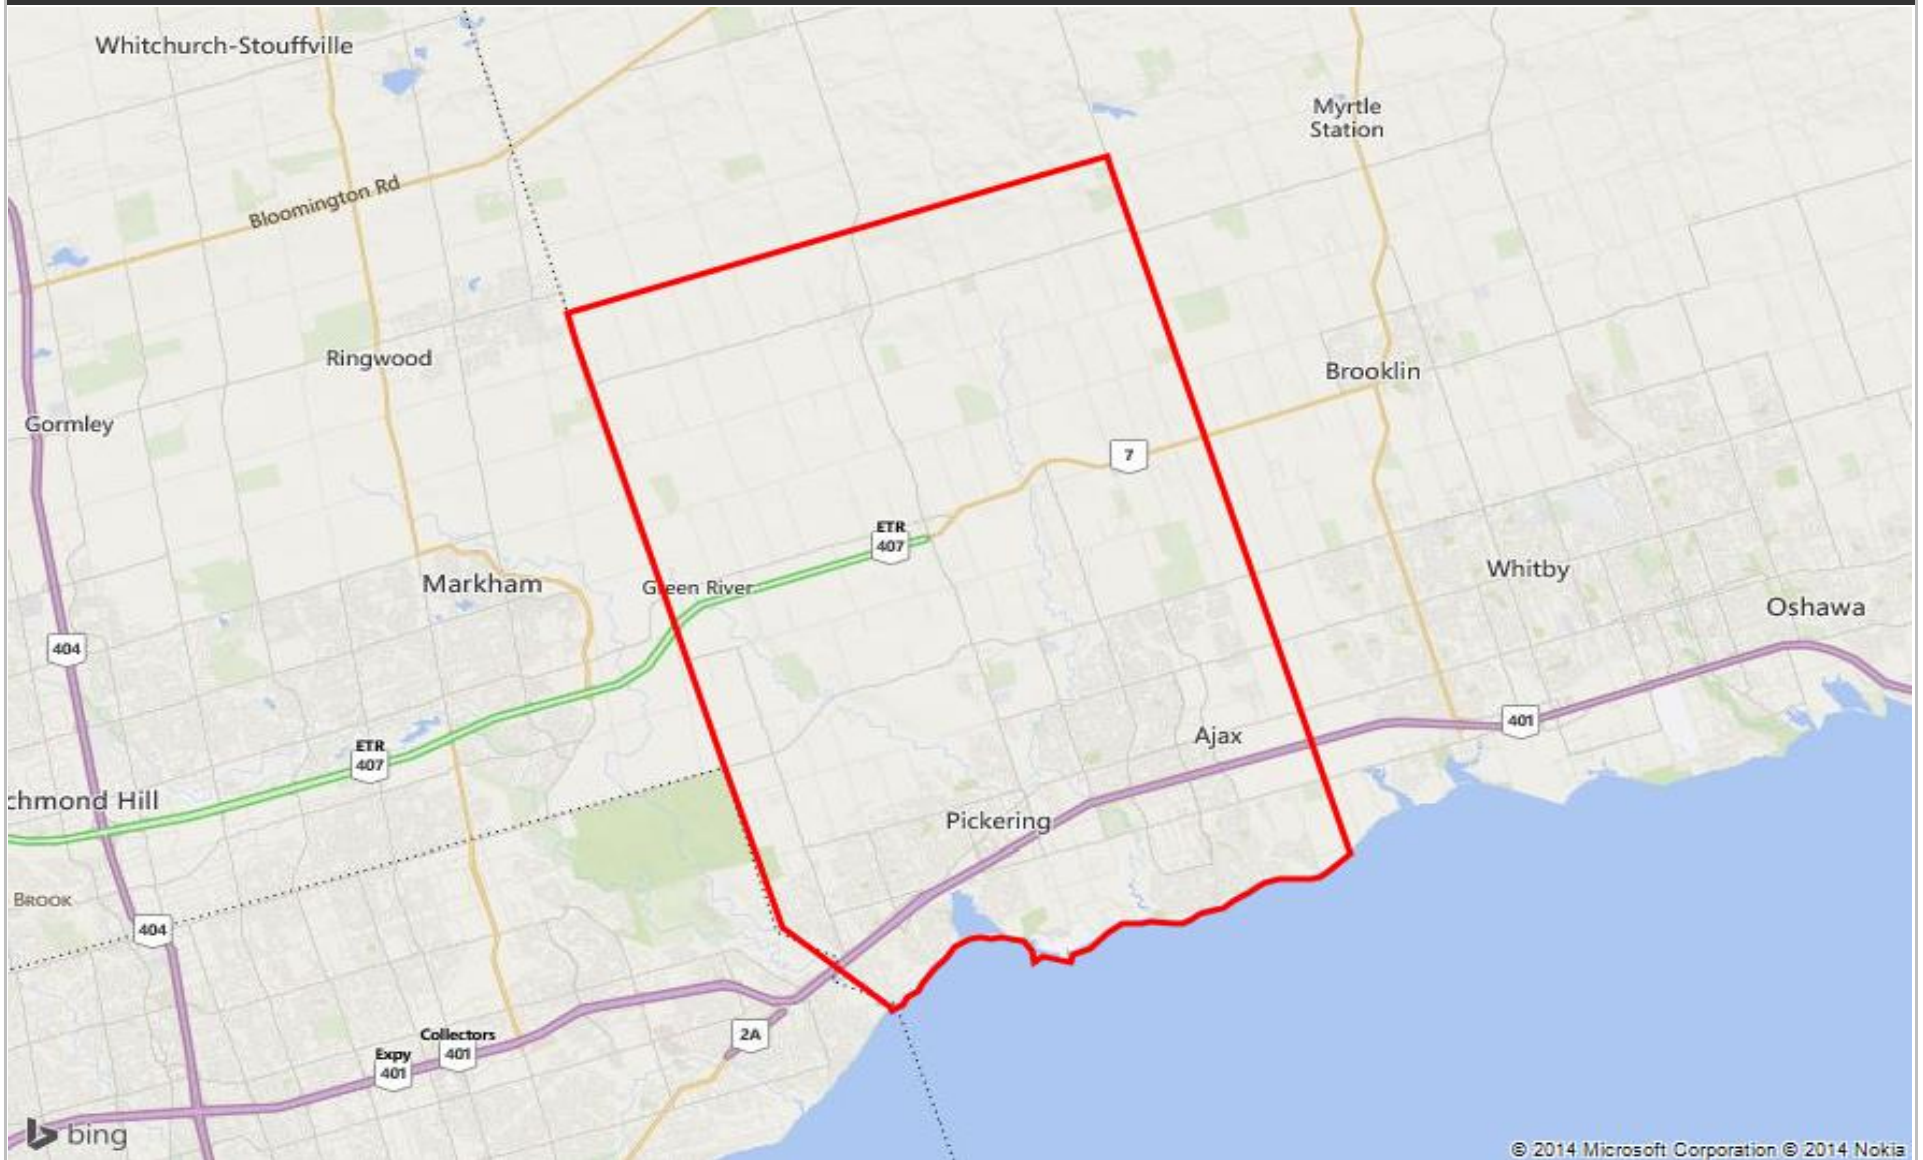 Whitchurch-Stouffville
Myrtle
Station
Bloomington Rd
Ringwood
Brooklin
Gormley
7
ETR
407
Whitby
Markham
Green River
Oshawa
404
401
Ajax
ETR
407
chmond Hill
Pickering
BROOK
404
2A
Collectors
401
Expy
401
bing
© 2014 Microsoft Corporation © 2014 Nokia